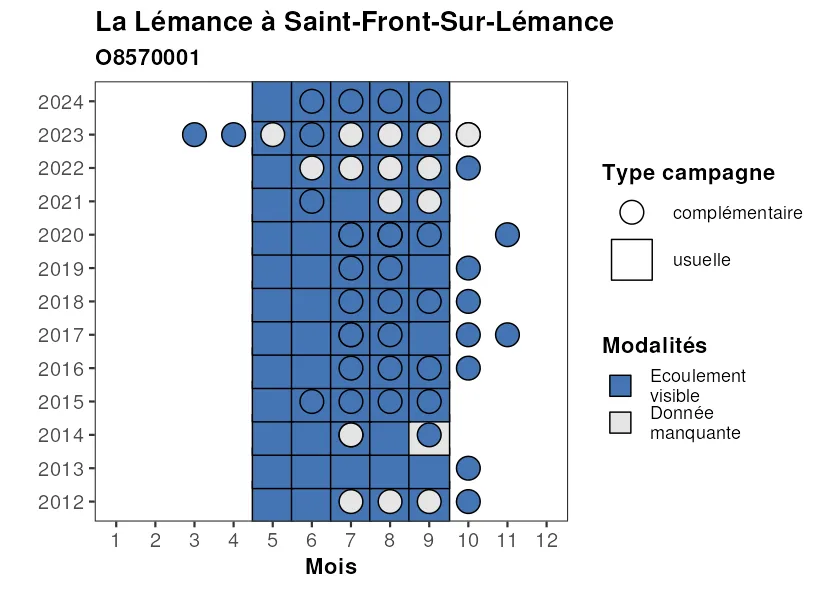 La Lémance à Saint-Front-Sur-Lémance
O8570001
2024
2023
2022
2021
2020
2019
2018
2017
2016
2015
2014
2013
2012
1 2 3 4 5 6 7 8 9 10 11 12
Mois
Type campagne
complémentaire
usuelle
Modalités
Ecoulement
visible
Donnée
manquante